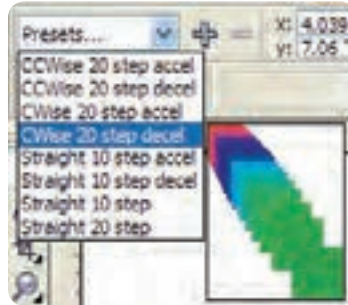 Presets....
X: 4.039
y: 7.06 "
CCWise 20 step accel
CCWise 20 step decel
CWise 20 step accel
CWise 20 step decel
Straight 10 step accel
Straight 10 step decel
Straight 10 step
Straight 20 step